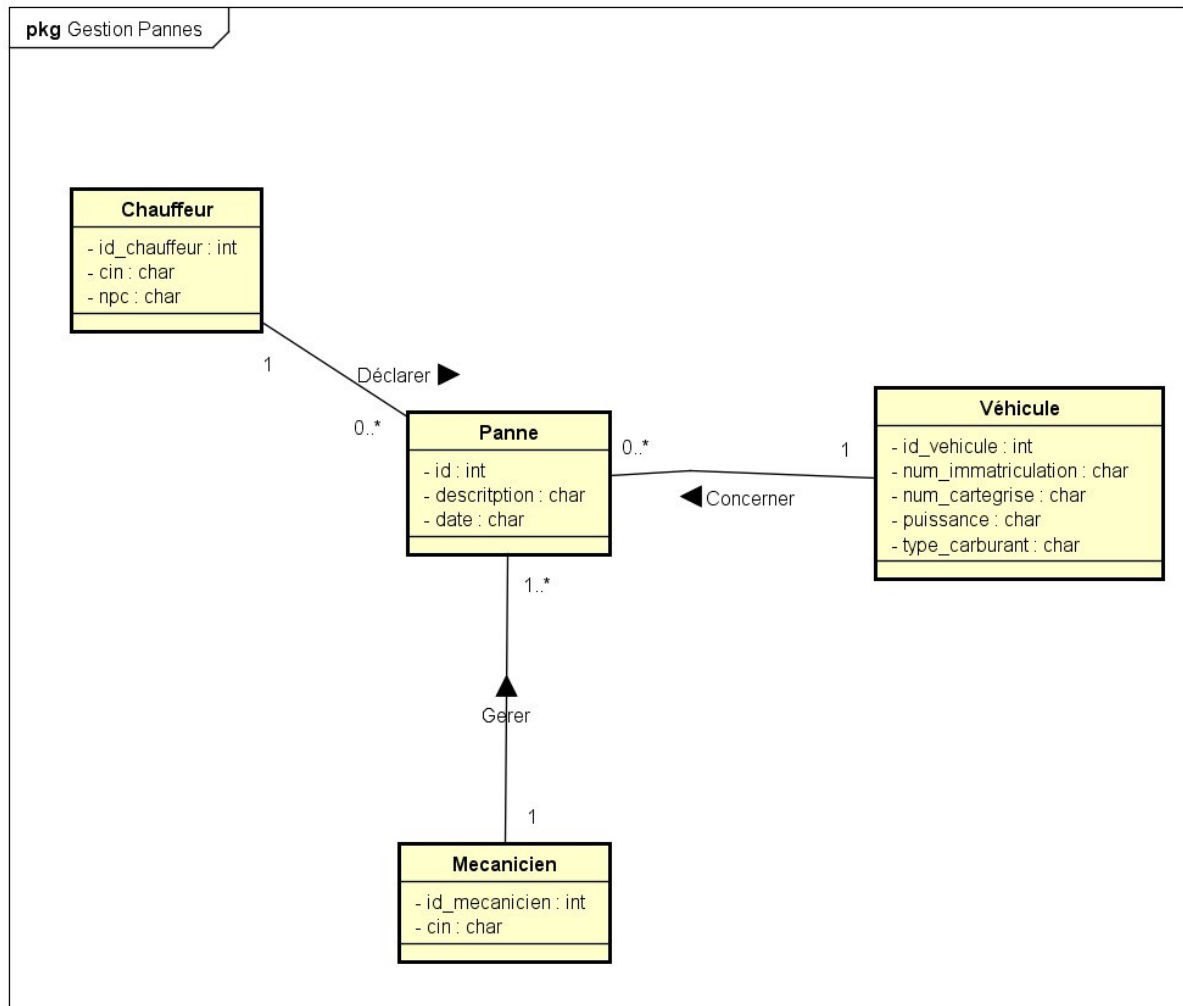 pkg Gestion Pannes
Chauffeur
- id_chauffeur : int
- cin : char
- npc : char
1
Déclarer
0..*
Panne
- id : int
- descritption : char
- date : char
0..*
1
Concerner
Véhicule
- id_vehicule : int
- num_immatriculation : char
- num_cartegrise : char
- puissance : char
- type_carburant : char
1..*
Gerer
1
Mecanicien
- id_mecanicien : int
- cin : char